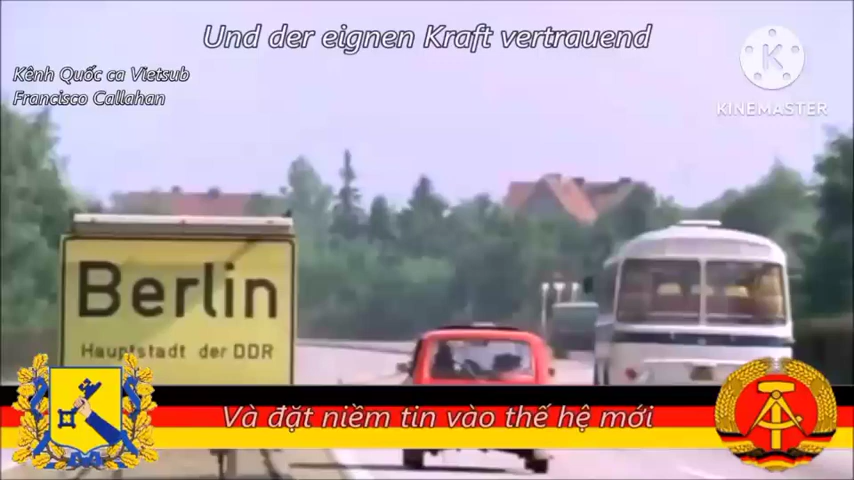 Und der eignen Kraft vertrauend
Kênh Quốc ca Vietsub
Francisco Callahan
K
KINEMASTER
Berlin
Hauptstadt der DDR
Và đặt niềm tin vào thế hệ mới